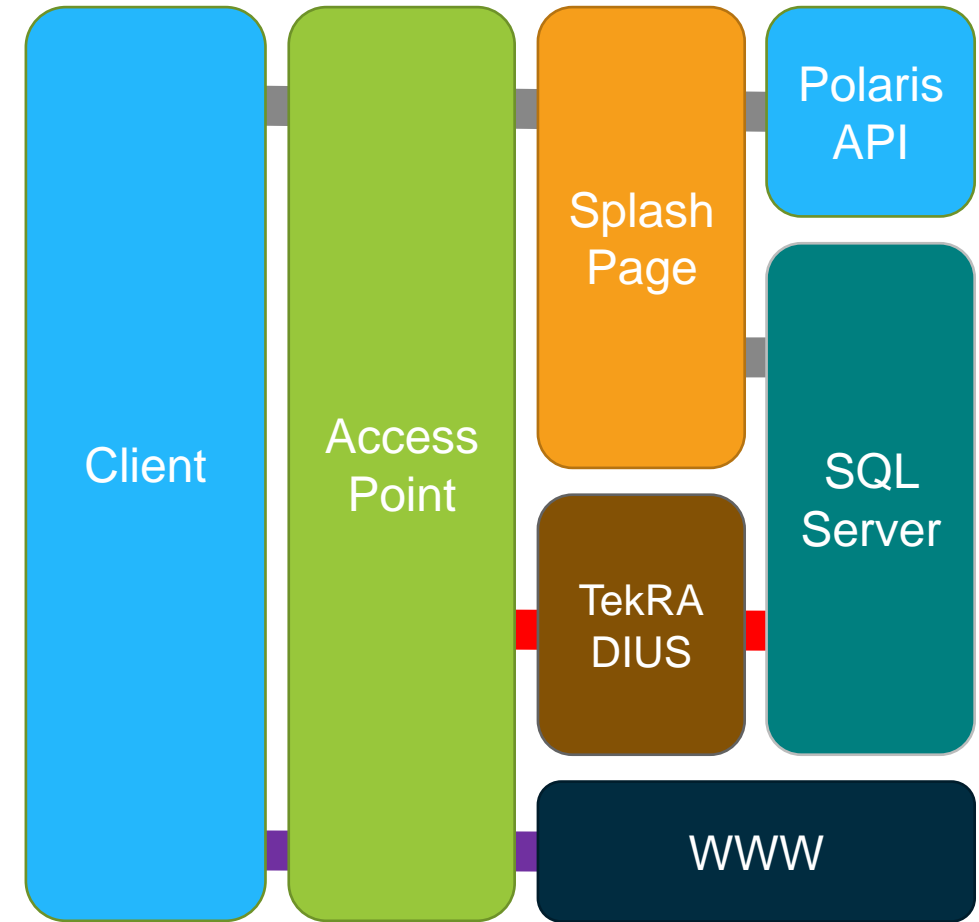 Client
Access
Point
Splash
Page
Polaris
API
SQL
Server
TekRA
DIUS
WWW